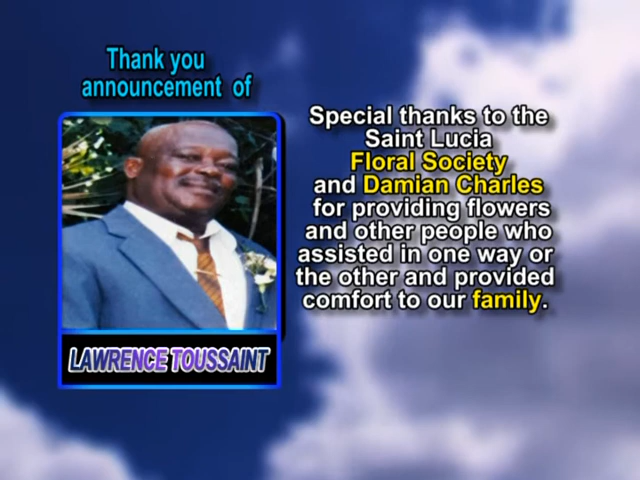 Thank you
announcement of
LAWRENCE TOUSSAINT
Special thanks to the
Saint Lucia
Floral Society
and Damian Charles
for providing flowers
and other people who
assisted in one way or
the other and provided
comfort to our family.